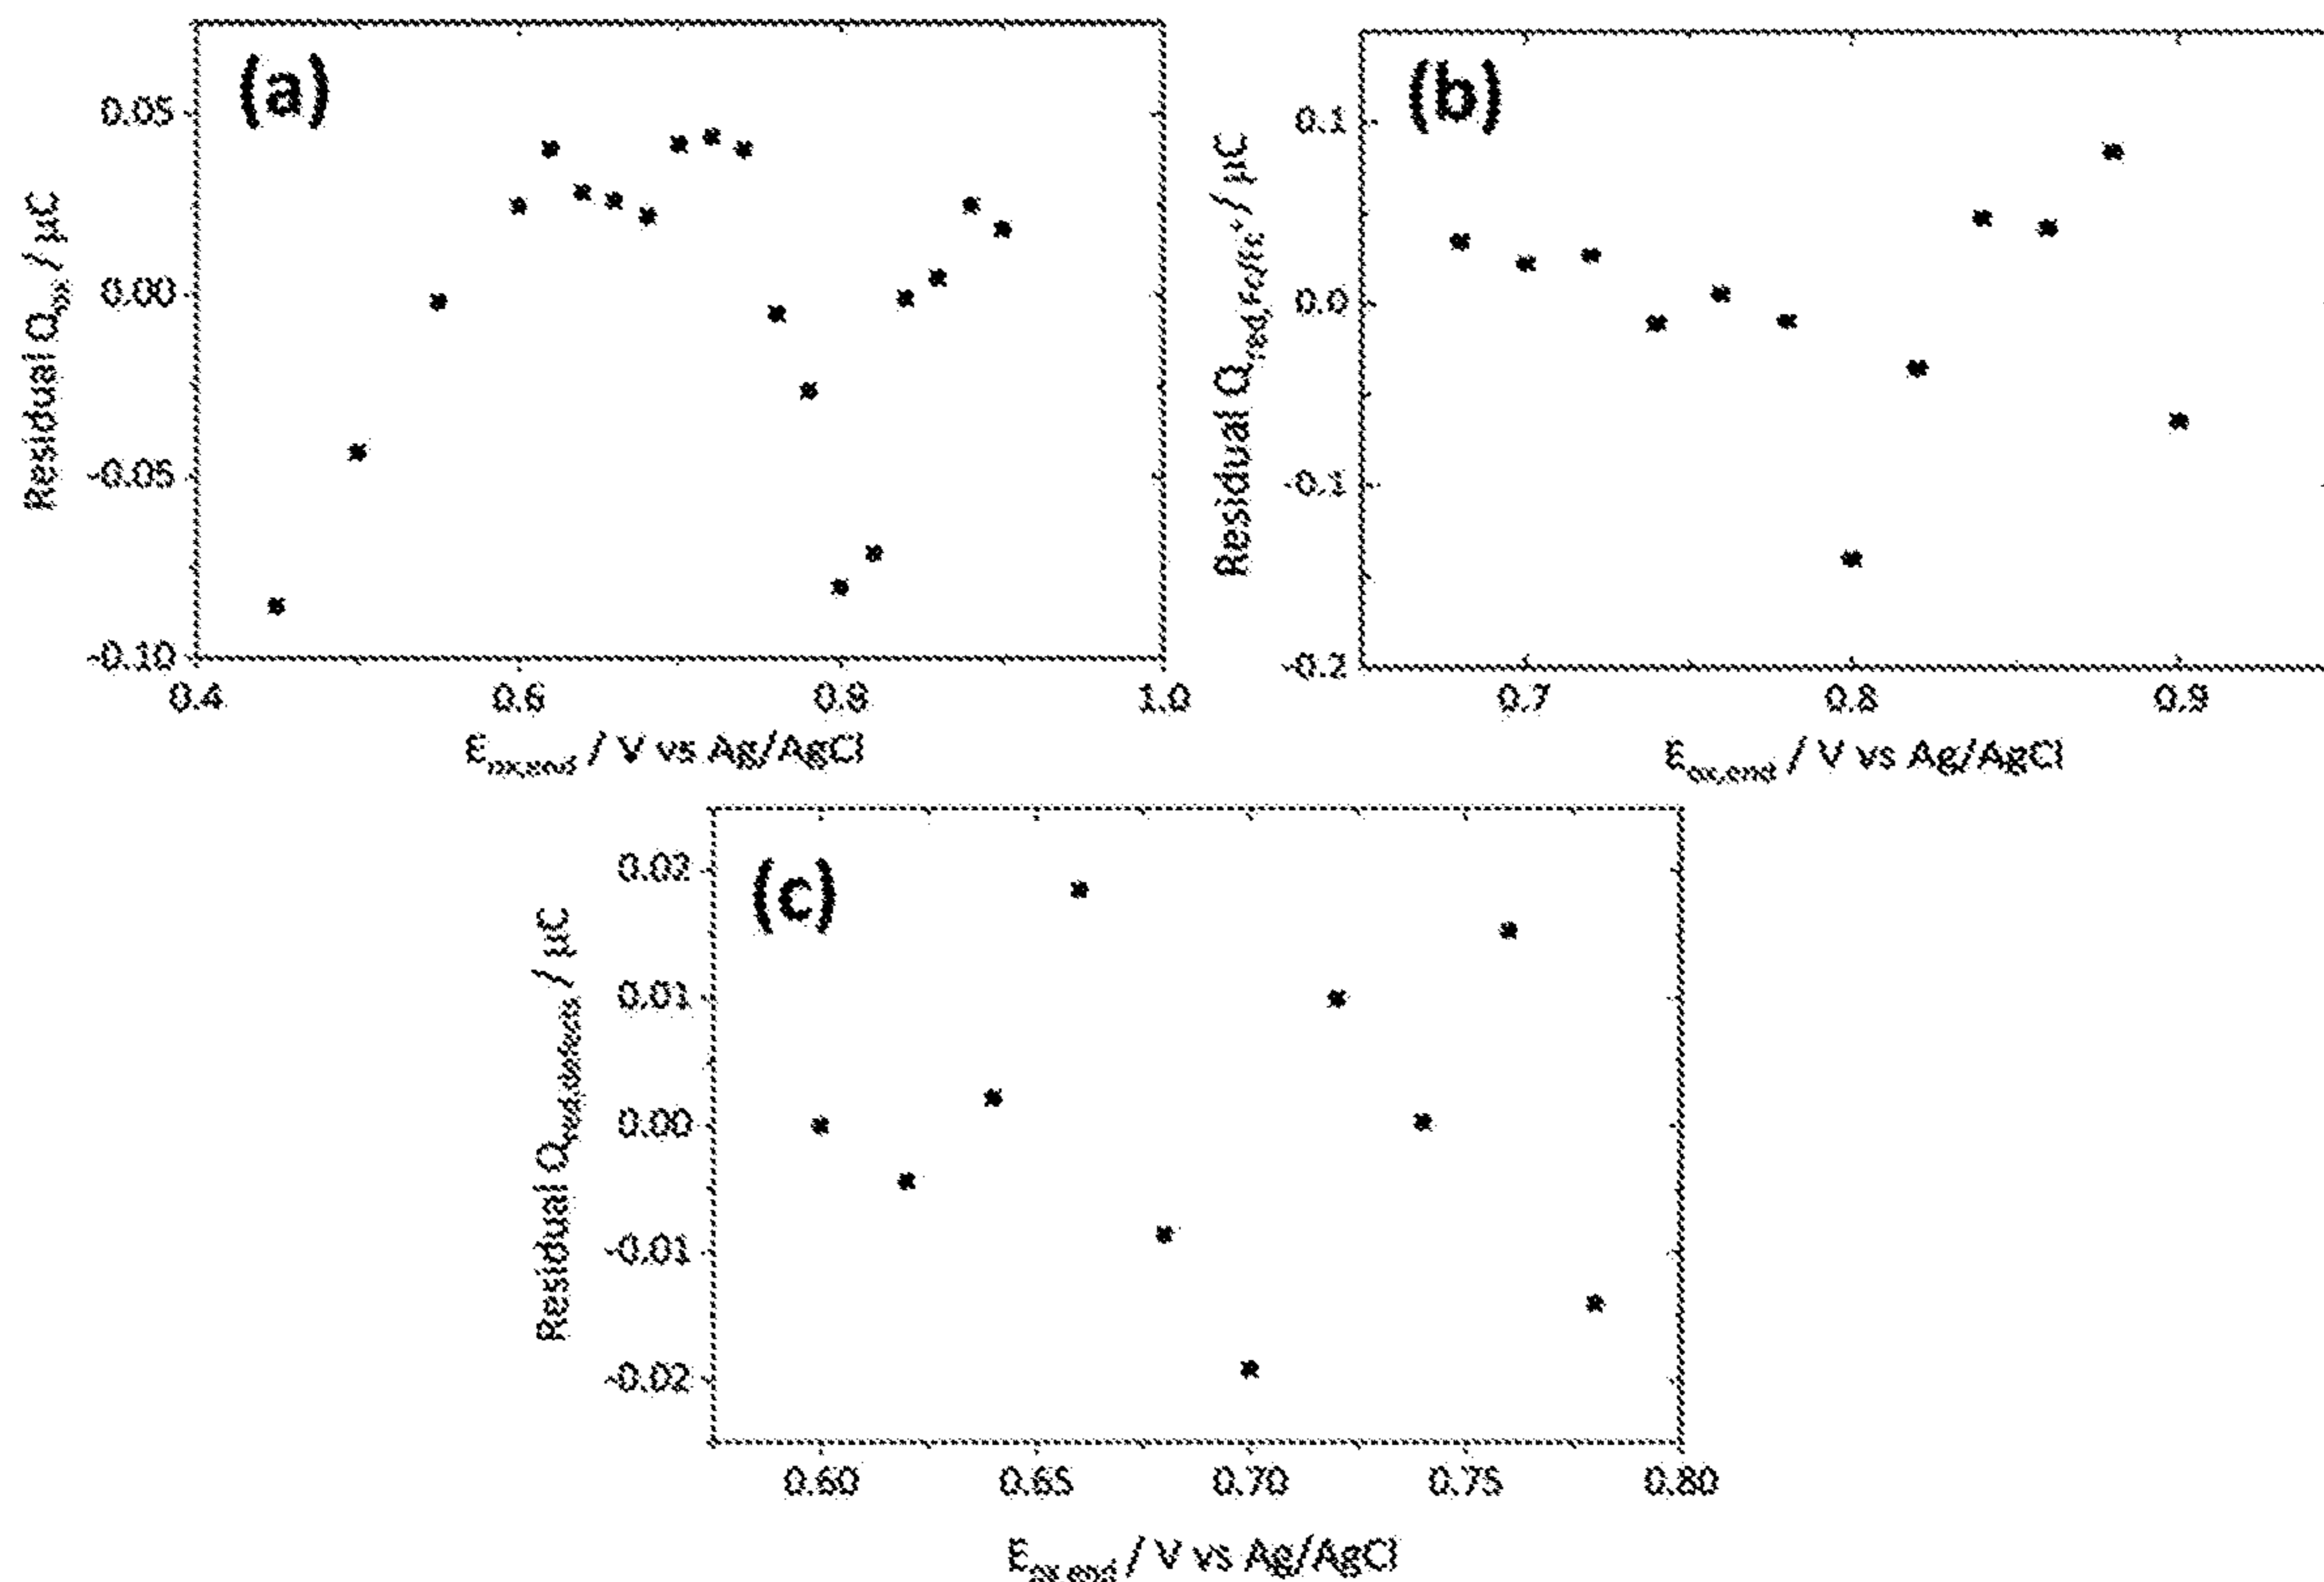 (a)
0.05
0.00
-0.05
-0.10
0.4
0.6
0.8
1.0
Residual Q / µC
E / V vs Ag/AgCl
(b)
0.1
0.0
-0.1
-0.2
0.7
0.8
0.9
Residual Q / µC
E ox,end / V vs Ag/AgCl
(c)
0.02
0.01
0.00
-0.01
-0.02
0.60
0.65
0.70
0.75
0.80
Residual Q / µC
E / V vs Ag/AgCl